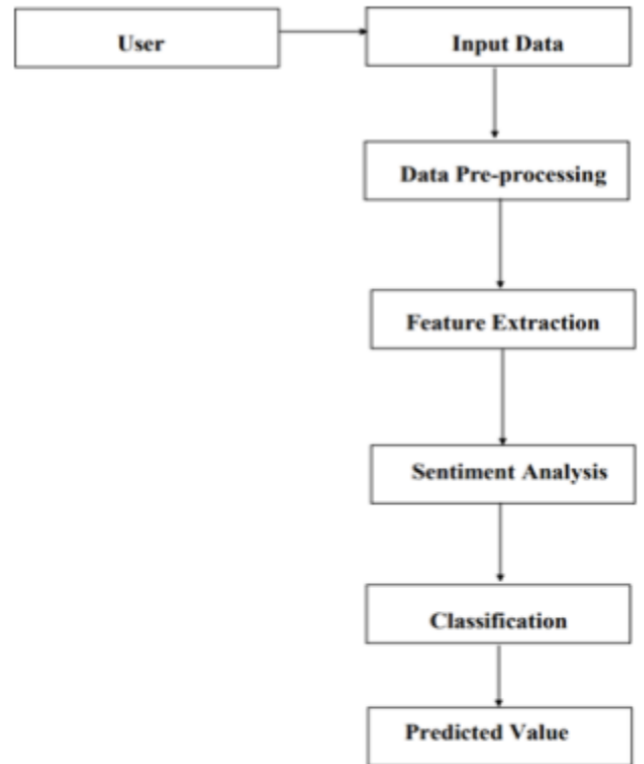 User
Input Data
Data Pre-processing
Feature Extraction
Sentiment Analysis
Classification
Predicted Value